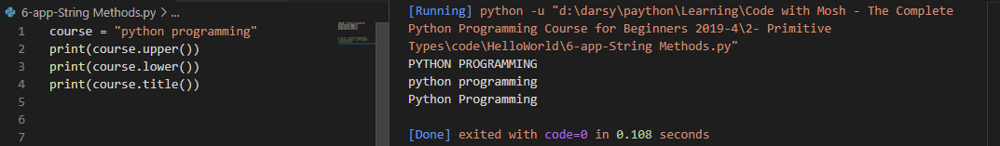 6-app-String Methods.py > ...
1 course = "python programming"
2 print(course.upper())
3 print(course.lower())
4 print(course.title())
5
6
7
[Running] python -u "d:\darsy\paython\Learning\Code with Mosh - The Complete
Python Programming Course for Beginners 2019-4\2- Primitive
Types\code\HelloWorld\6-app-String Methods.py"
PYTHON PROGRAMMING
python programming
Python Programming
[Done] exited with code=0 in 0.108 seconds